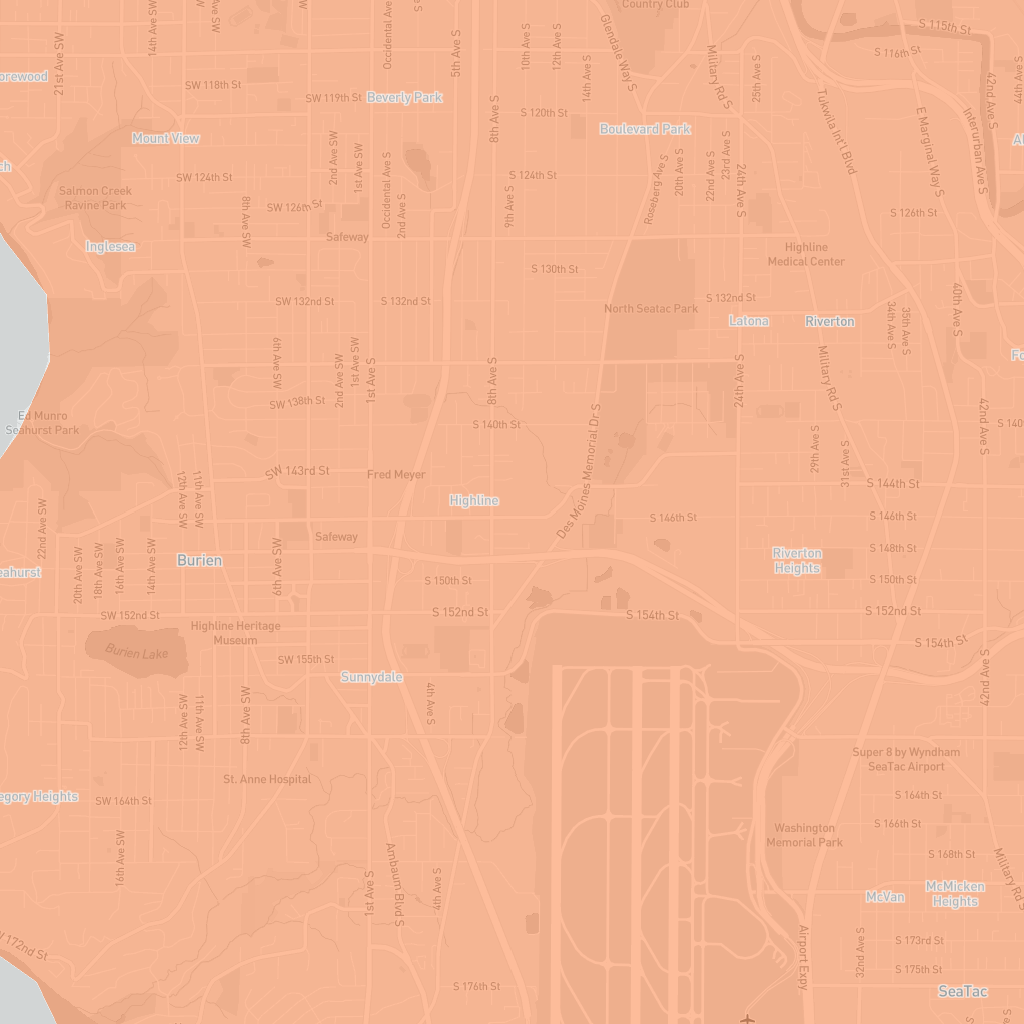 Country Club
S 115th St
S 116th St
14th Ave SW
21st Ave SW
Occidental Ave
5th Ave S
10th Ave S
12th Ave S
14th Ave S
Glendale Way S
Military Rd S
25th Ave S
42nd Ave S
44th Ave S
orewood
SW 118th St
SW 119th St
Beverly Park
8th Ave S
S 120th St
Boulevard Park
Tukwila Int'l Blvd
E Marginal Way S
Interurban Ave S
Mount View
2nd Ave SW
1st Ave SW
Occidental Ave S
2nd Ave S
23rd Ave S
22nd Ave S
20th Ave S
24th Ave S
Roseberg Ave S
ch
SW 124th St
S 124th St
Salmon Creek
Ravine Park
8th Ave SW
SW 126th St
9th Ave S
S 126th St
Inglesea
Safeway
Highline
Medical Center
S 130th St
SW 132nd St
S 132nd St
North Seatac Park
S 132nd St
Latona
Riverton
34th Ave S
35th Ave S
40th Ave S
6th Ave SW
2nd Ave SW
1st Ave SW
1st Ave S
8th Ave S
24th Ave S
Military Rd S
Fo
SW 138th St
Ed Munro
Seahurst Park
S 140th St
Des Moines Memorial Dr S
29th Ave S
31st Ave S
42nd Ave S
S 140
SW 143rd St
Fred Meyer
12th Ave SW
11th Ave SW
S 144th St
22nd Ave SW
Highline
S 146th St
S 146th St
Safeway
Burien
20th Ave SW
18th Ave SW
16th Ave SW
14th Ave SW
6th Ave SW
Riverton
Heights
S 148th St
eahurst
S 150th St
S 150th St
SW 152nd St
S 152nd St
S 154th St
S 152nd St
Highline Heritage
Museum
S 154th St
Burien Lake
SW 155th St
Sunnydale
42nd Ave S
12th Ave SW
11th Ave SW
8th Ave SW
4th Ave S
Super 8 by Wyndham
SeaTac Airport
St. Anne Hospital
egory Heights
SW 164th St
S 164th St
S 166th St
Washington
Memorial Park
16th Ave SW
S 168th St
Military Rd S
Ambaum Blvd S
1st Ave S
4th Ave S
McVan
McMicken
Heights
172nd St
Airport Expy
32nd Ave S
S 173rd St
S 175th St
S 176th St
SeaTac